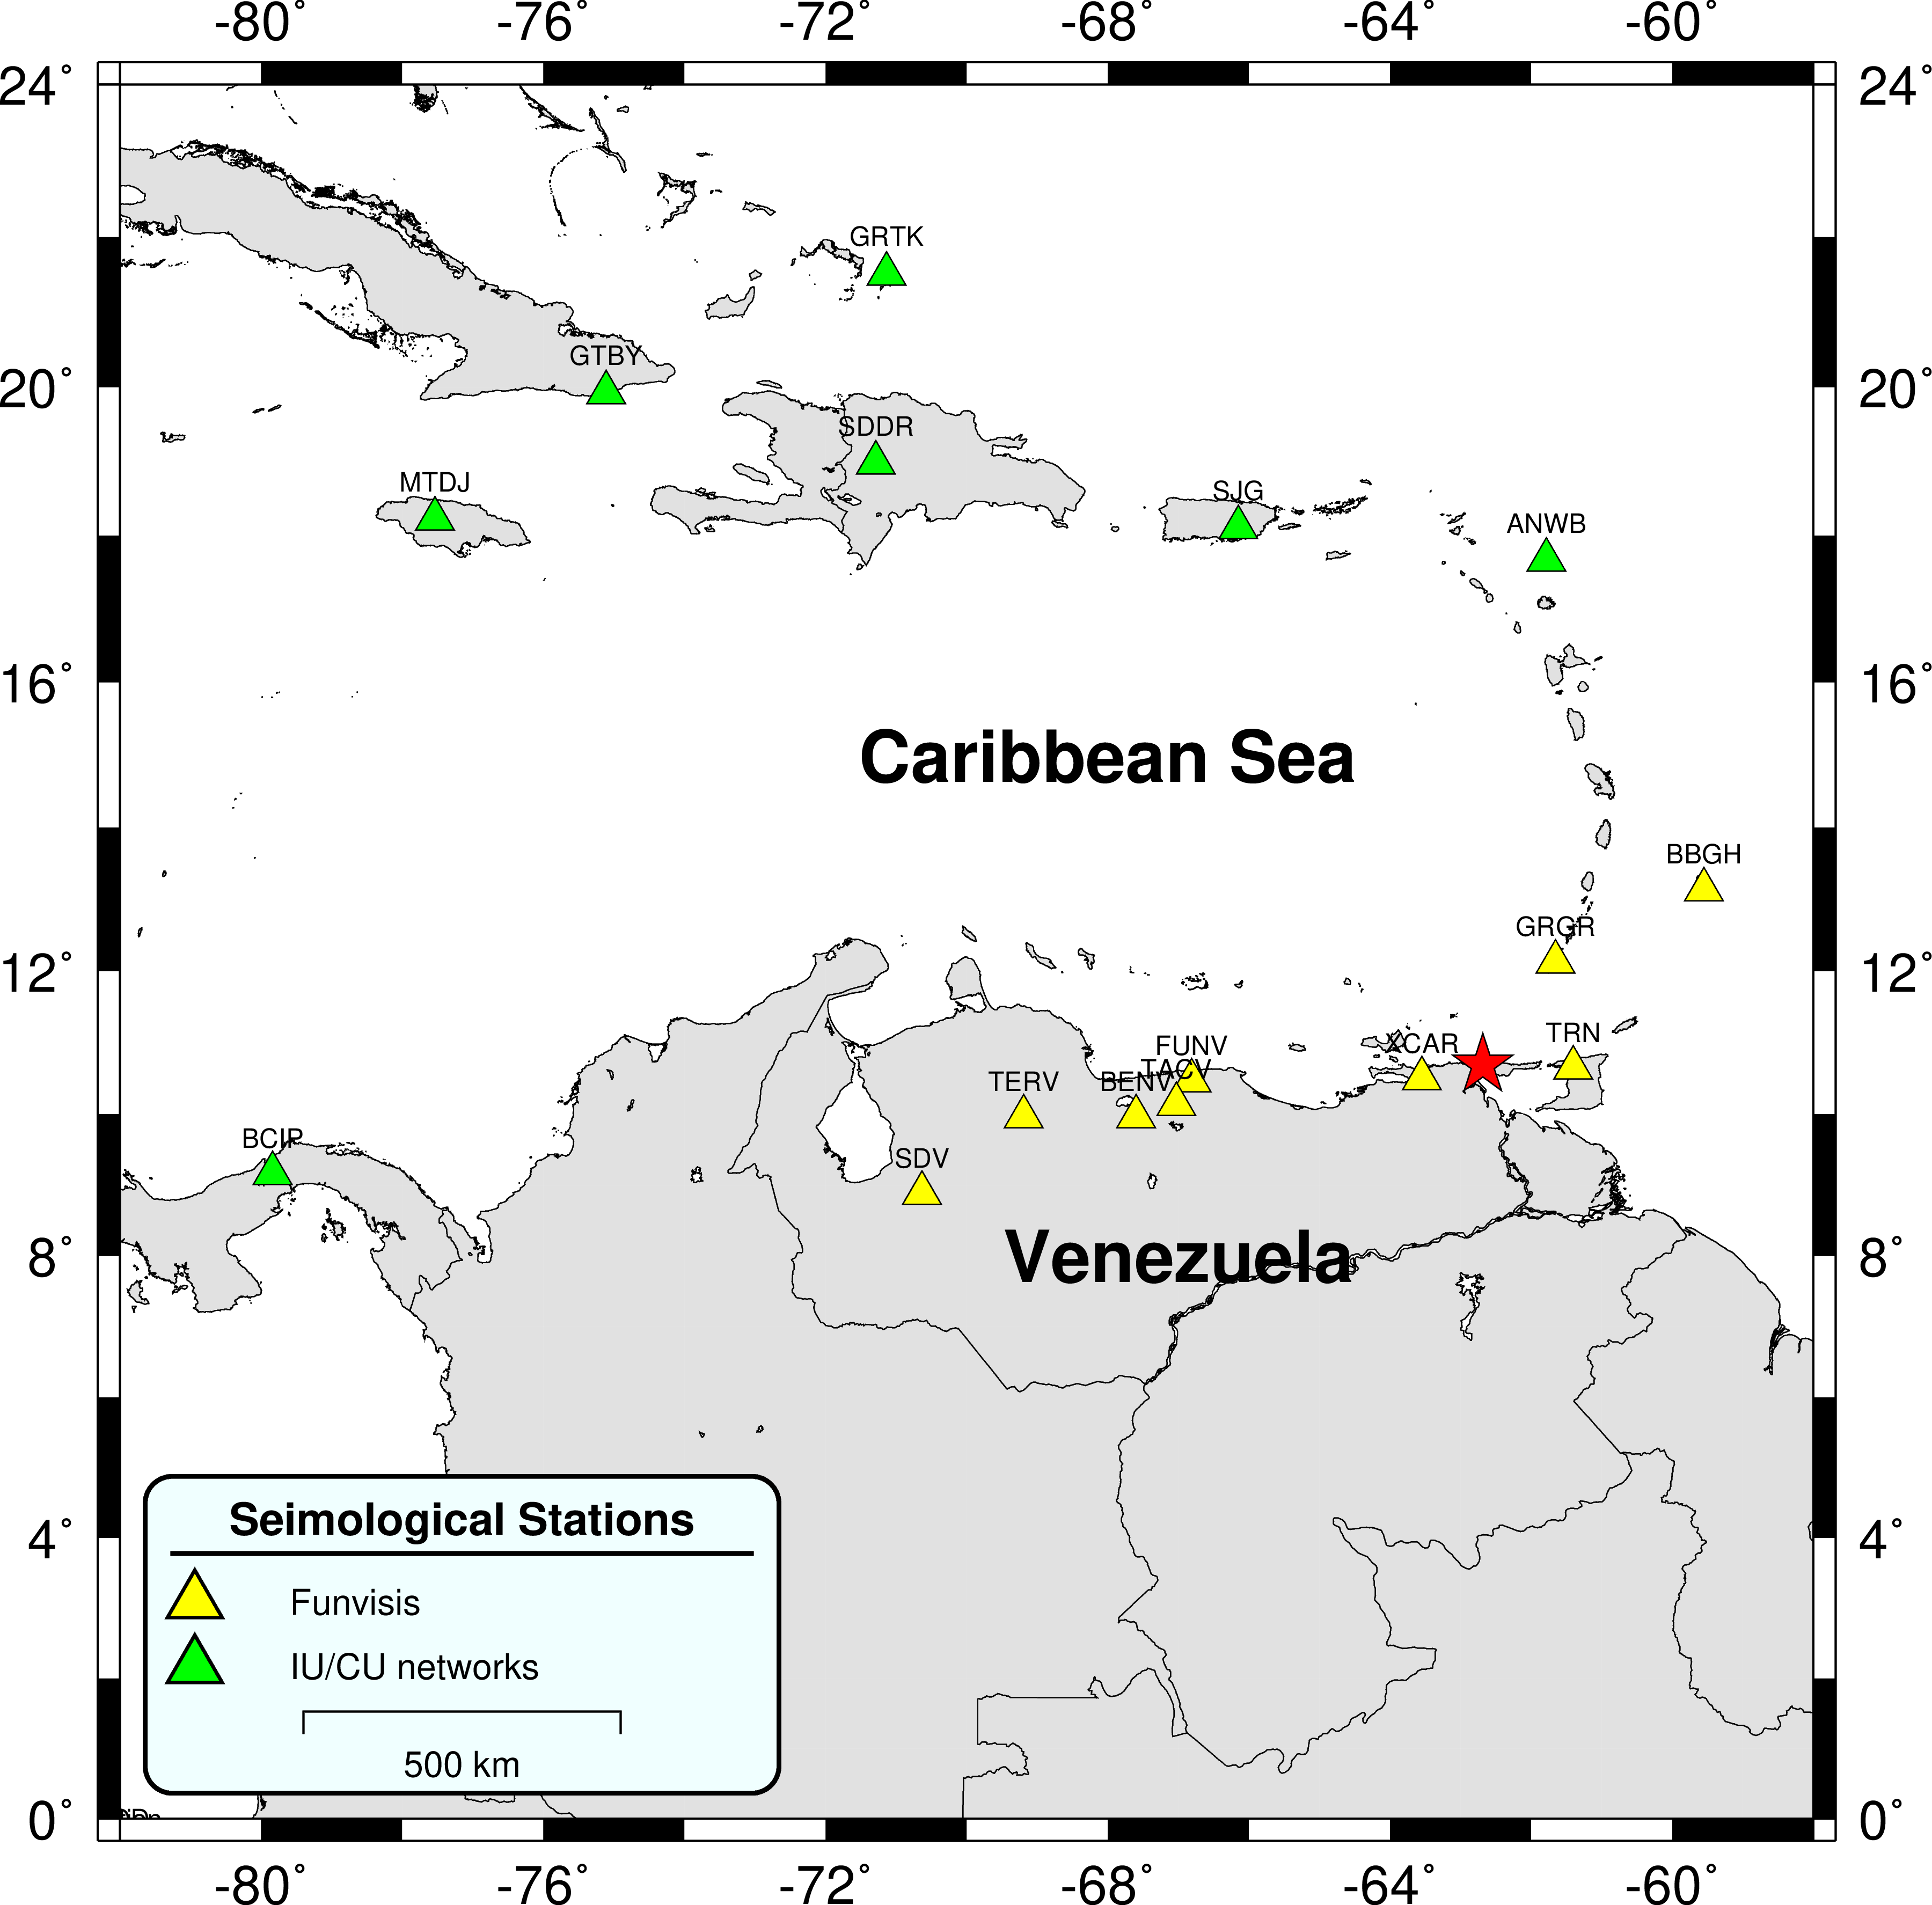 -80° -76° -72° -68° -64° -60°
24° 24°
GRTK
GTBY
20° 20°
SDDR
MTDJ
SJG
ANWB
16° 16°
Caribbean Sea
BBGH
GRGR
12° 12°
TRN
XCAR
FUNV
TACV
TERV
BENV
BCIP
SDV
8° 8°
Venezuela
Seimological Stations
4° 4°
Funvisis
IU/CU networks
500 km
0° 0°
-80° -76° -72° -68° -64° -60°